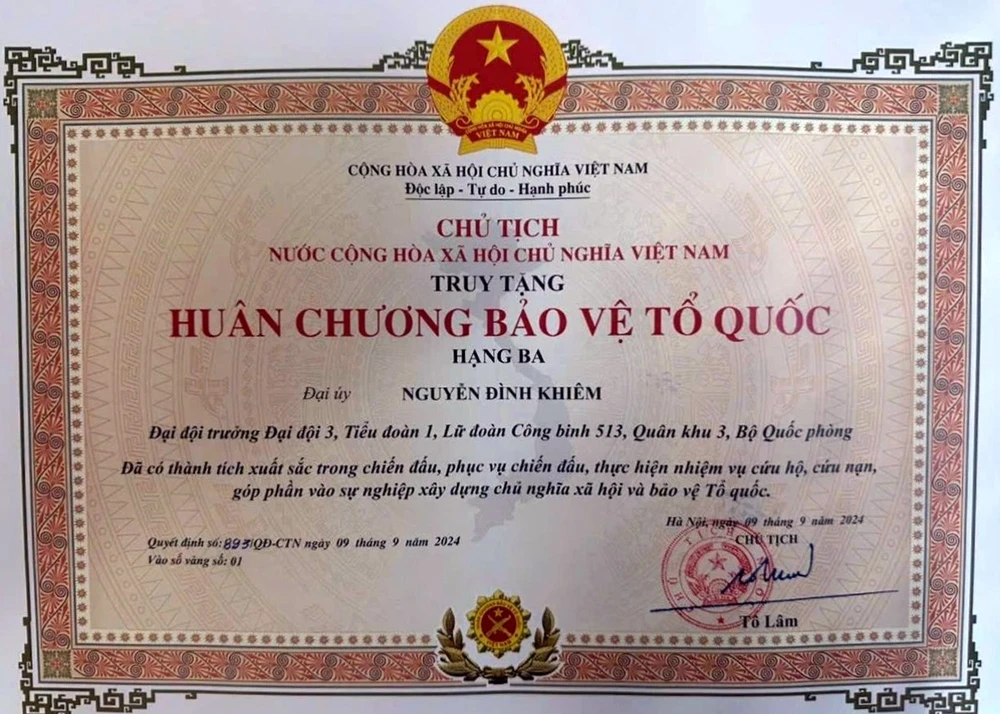 VIỆT NAM
CỘNG HÒA XÃ HỘI CHỦ NGHĨA VIỆT NAM
Độc lập - Tự do - Hạnh phúc
CHỦ TỊCH
NƯỚC CỘNG HÒA XÃ HỘI CHỦ NGHĨA VIỆT NAM
TRUY TẶNG
HUÂN CHƯƠNG BẢO VỆ TỔ QUỐC
HẠNG BA
Đại úy NGUYỄN ĐÌNH KHIÊM
Đại đội trưởng Đại đội 3, Tiểu đoàn 1, Lữ đoàn Công binh 513, Quân khu 3, Bộ Quốc phòng
Đã có thành tích xuất sắc trong chiến đấu, phục vụ chiến đấu, thực hiện nhiệm vụ cứu hộ, cứu nạn,
góp phần vào sự nghiệp xây dựng chủ nghĩa xã hội và bảo vệ Tổ quốc.
Hà Nội, ngày 09 tháng 9 năm 2024
CHỦ TỊCH
Quyết định số: 893/QĐ-CTN ngày 09 tháng 9 năm 2024
Vào sổ vàng số: 01
Tô Lâm